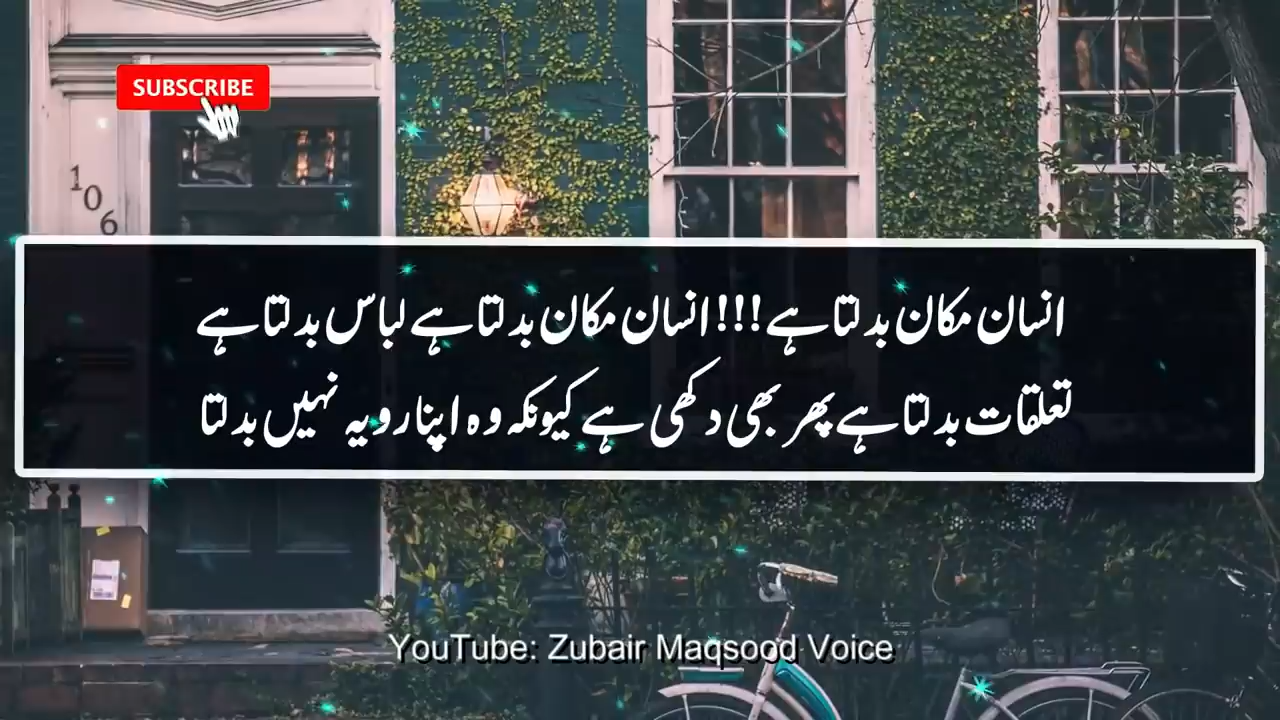 SUBSCRIBE
106
انسان مکان بدلتا ہے!!! انسان مکان بدلتا ہے لباس بدلتا ہے
تعلقات بدلتا ہے پھر بھی دکھی ہے کیونکہ وہ اپنا رویہ نہیں بدلتا
YouTube: Zubair Maqsood Voice